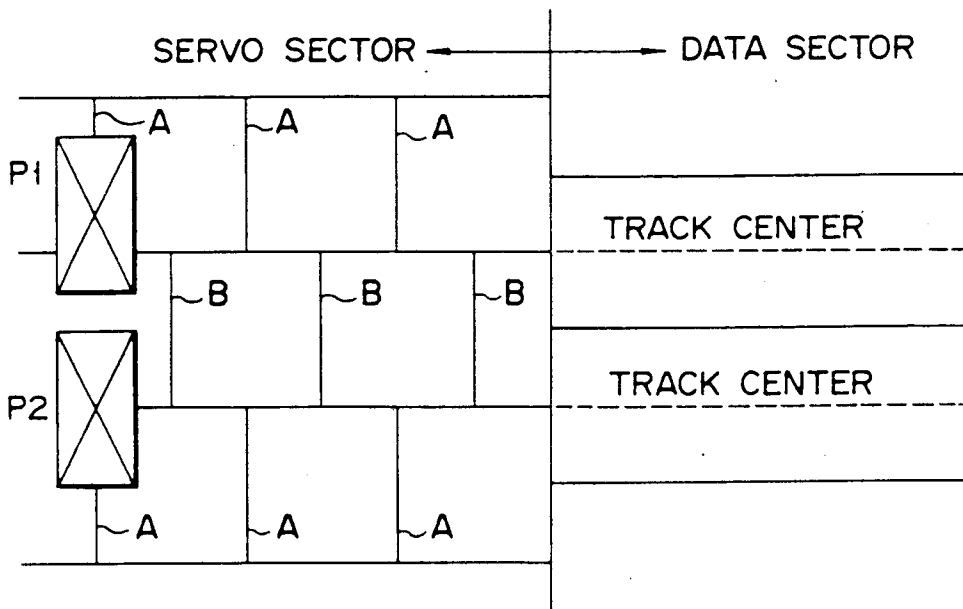 SERVO SECTOR DATA SECTOR
A A A
P1
TRACK CENTER
B B B
P2 TRACK CENTER
A A A